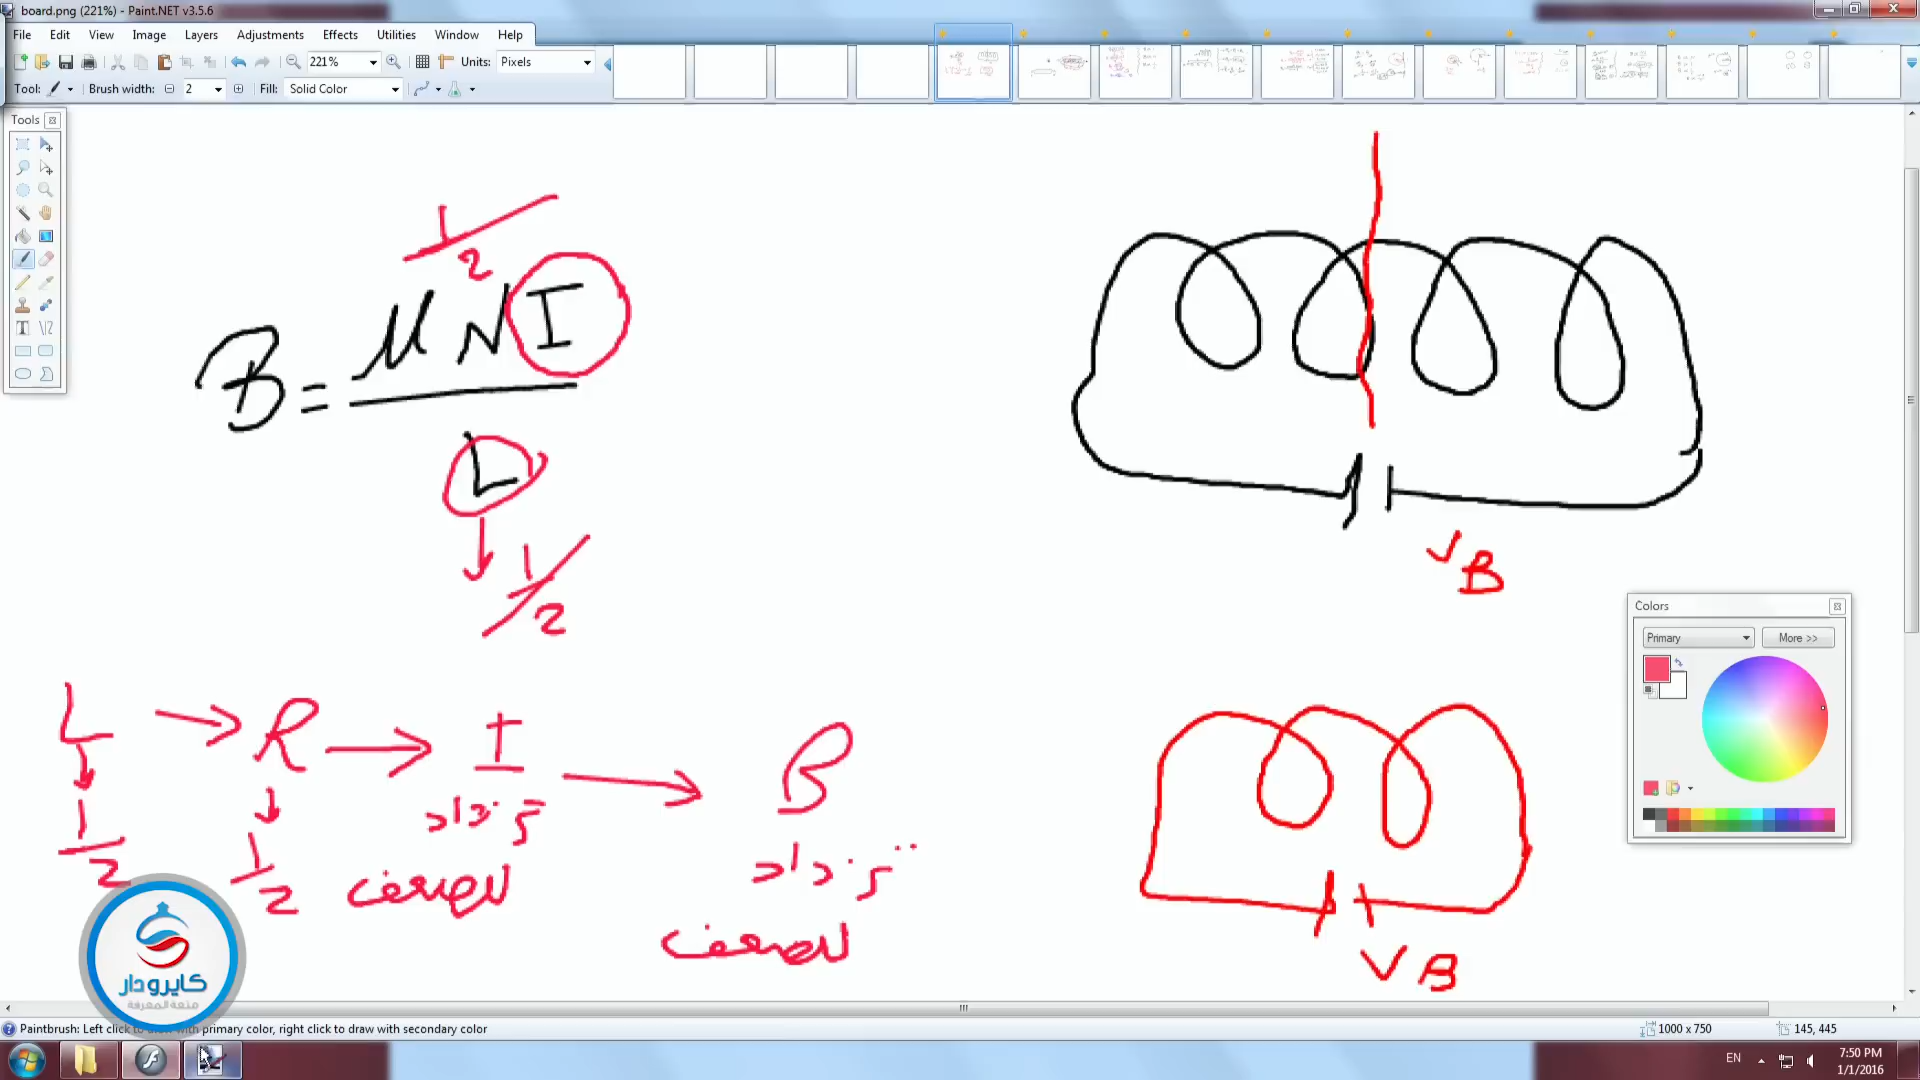 board.png (221%) - Paint.NET v3.5.6
File Edit View Image Layers Adjustments Effects Utilities Window Help
221% Units: Pixels
Tool: Brush width: 2 Fill: Solid Color
Tools
1/2
B = μNI
L
1/2
VB
Colors
Primary More >>
L → R → I → B
1/2 1/2 تزداد تزداد
للضعف للضعف
VB
كايرودار
متعة المعرفة
Paintbrush: Left click to draw with primary color, right click to draw with secondary color
1000 x 750 145, 445
EN 7:50 PM
1/1/2016